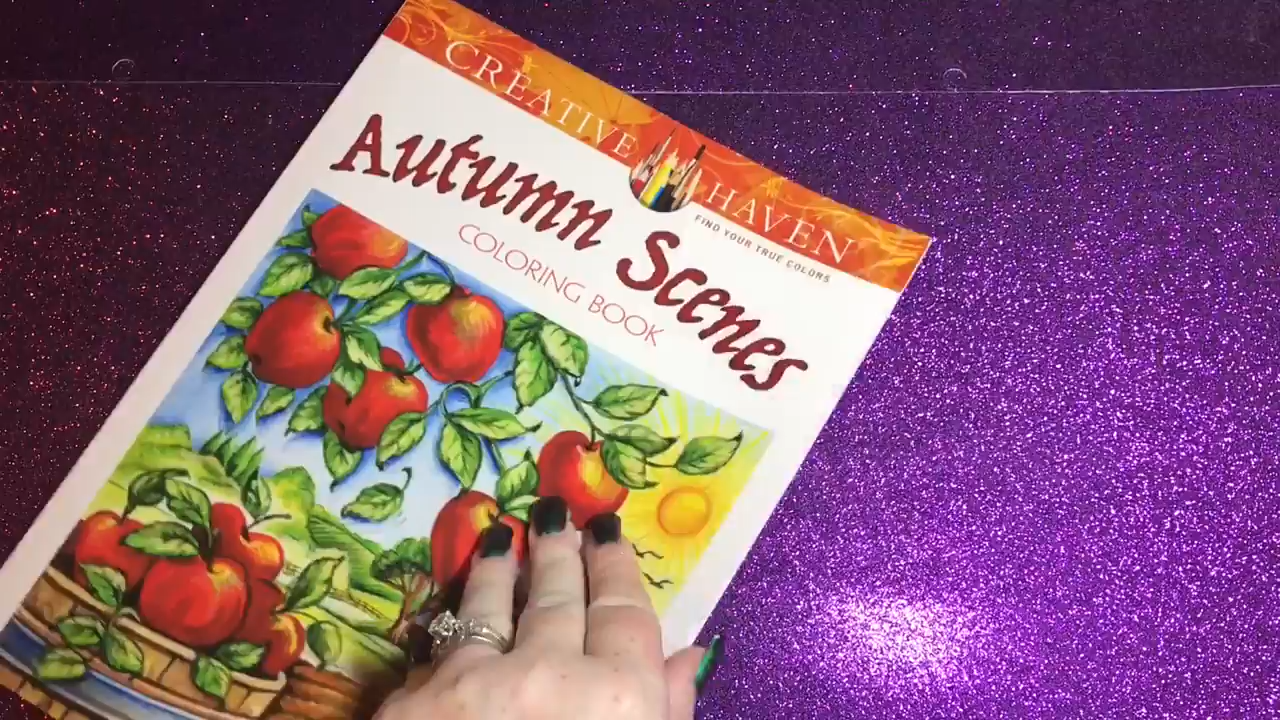 CREATIVE HAVEN
FIND YOUR TRUE COLORS
Autumn Scenes
COLORING BOOK